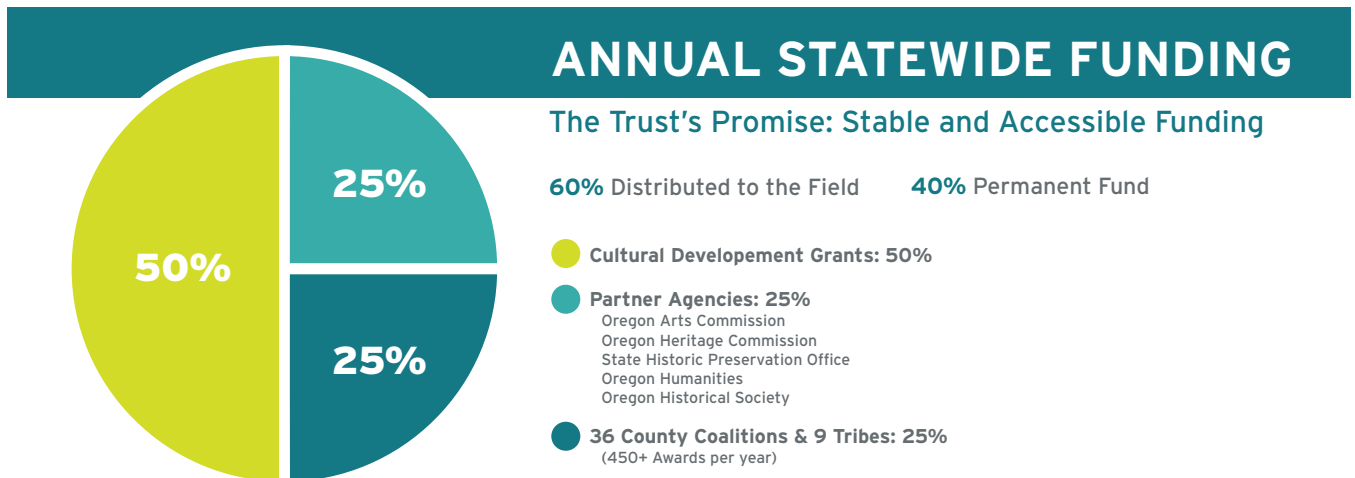 ANNUAL STATEWIDE FUNDING
The Trust's Promise: Stable and Accessible Funding
60% Distributed to the Field
40% Permanent Fund
50%
25%
25%
Cultural Developement Grants: 50%
Partner Agencies: 25%
Oregon Arts Commission
Oregon Heritage Commission
State Historic Preservation Office
Oregon Humanities
Oregon Historical Society
36 County Coalitions & 9 Tribes: 25%
(450+ Awards per year)